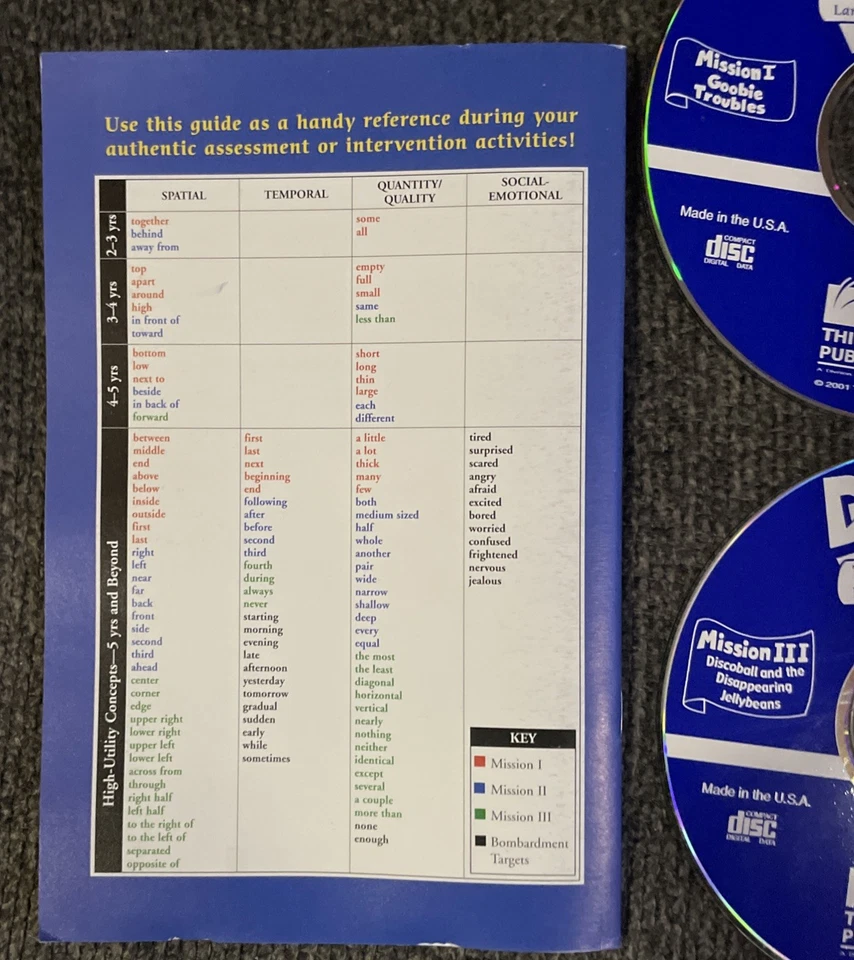 Use this guide as a handy reference during your
authentic assessment or intervention activities!
SPATIAL
TEMPORAL
QUANTITY/
QUALITY
SOCIAL-
EMOTIONAL
2–3 yrs
together
behind
away from
some
all
3–4 yrs
top
apart
around
high
in front of
toward
empty
full
small
same
less than
4–5 yrs
bottom
low
next to
beside
in back of
forward
short
long
thin
large
each
different
High-Utility Concepts—5 yrs and Beyond
between
middle
end
above
below
inside
outside
first
last
right
left
near
far
back
front
side
second
third
ahead
center
corner
edge
upper right
lower right
upper left
lower left
across from
through
right half
left half
to the right of
to the left of
separated
opposite of
first
last
next
beginning
end
following
after
before
second
third
fourth
during
always
never
starting
morning
evening
late
afternoon
yesterday
tomorrow
gradual
sudden
early
while
sometimes
a little
a lot
thick
many
few
both
medium sized
half
whole
another
pair
wide
narrow
shallow
deep
every
equal
the most
the least
diagonal
horizontal
vertical
nearly
nothing
neither
identical
except
several
a couple
more than
none
enough
tired
surprised
scared
angry
afraid
excited
bored
worried
confused
frightened
nervous
jealous
KEY
Mission I
Mission II
Mission III
Bombardment
Targets
Mission I
Goobie
Troubles
Made in the U.S.A.
COMPACT
disc
DIGITAL DATA
THI
PUB
© 2001
Mission III
Discoball and the
Disappearing
Jellybeans
Made in the U.S.A.
COMPACT
disc
DIGITAL DATA